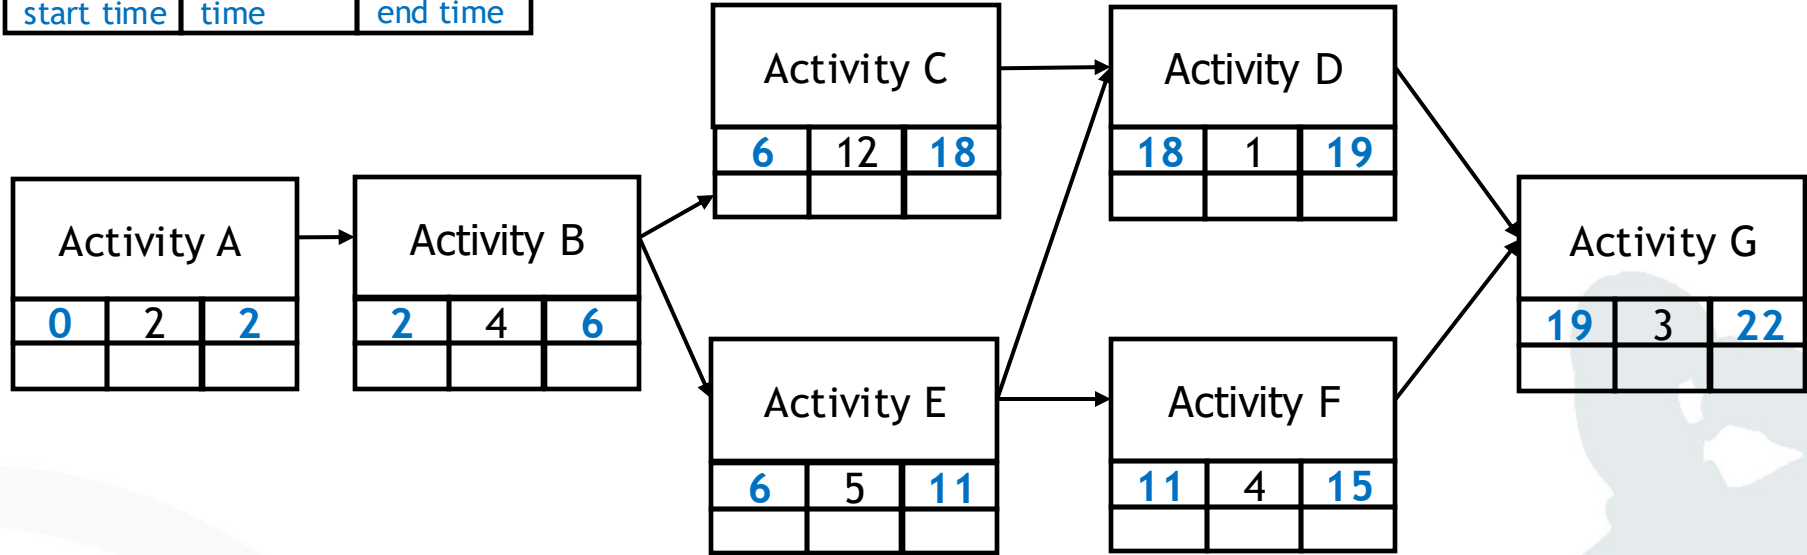 start time time end time
Activity C
6 12 18
Activity D
18 1 19
Activity A
0 2 2
Activity B
2 4 6
Activity G
19 3 22
Activity E
6 5 11
Activity F
11 4 15